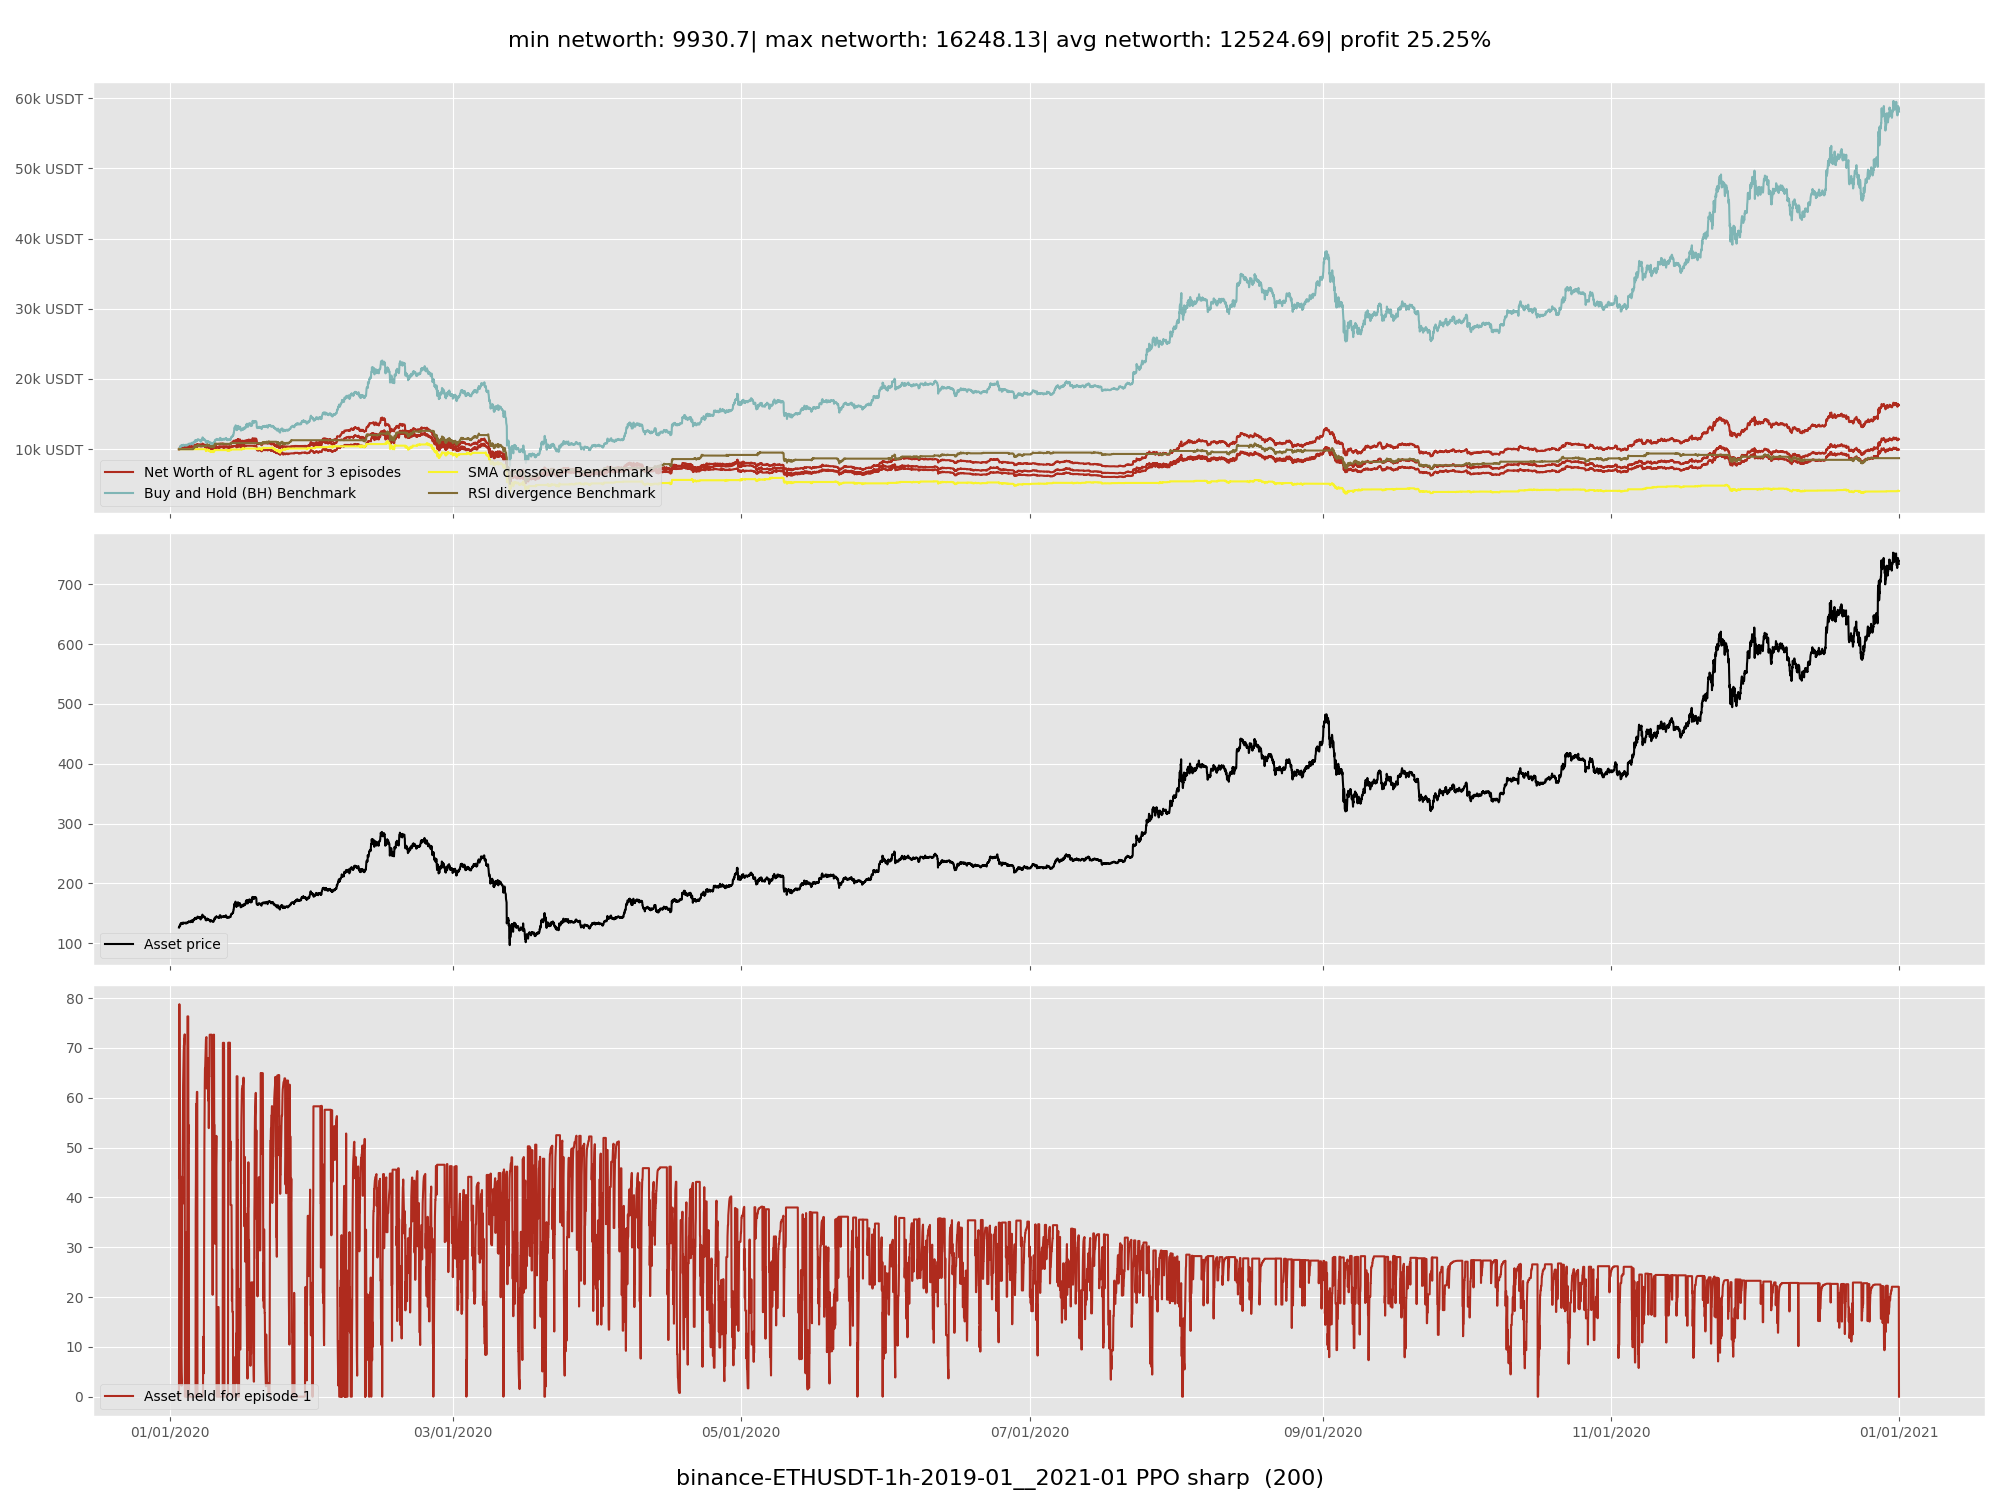 min networth: 9930.7| max networth: 16248.13| avg networth: 12524.69| profit 25.25%
60k USDT
50k USDT
40k USDT
30k USDT
20k USDT
10k USDT
Net Worth of RL agent for 3 episodes
Buy and Hold (BH) Benchmark
SMA crossover Benchmark
RSI divergence Benchmark
700
600
500
400
300
200
100
Asset price
80
70
60
50
40
30
20
10
0
Asset held for episode 1
01/01/2020 03/01/2020 05/01/2020 07/01/2020 09/01/2020 11/01/2020 01/01/2021
binance-ETHUSDT-1h-2019-01__2021-01 PPO sharp (200)